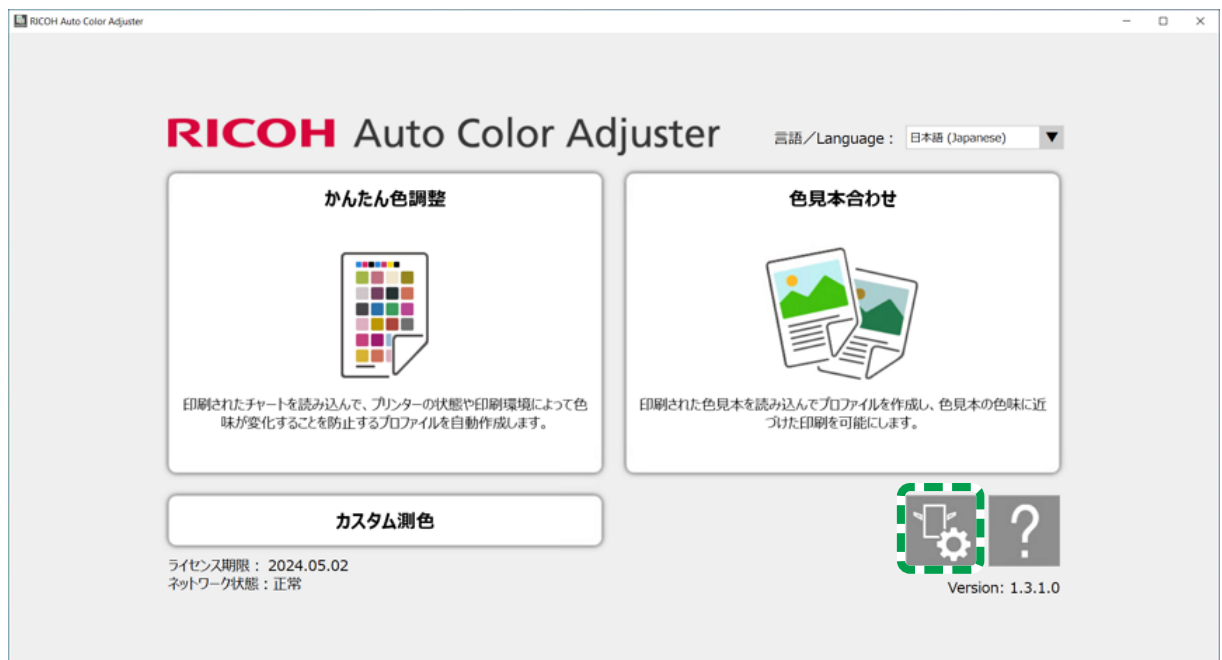 RICOH Auto Color Adjuster
RICOH Auto Color Adjuster
言語/Language : 日本語 (Japanese)
かんたん色調整
印刷されたチャートを読み込んで、プリンターの状態や印刷環境によって色
味が変化することを防止するプロファイルを自動作成します。
色見本合わせ
印刷された色見本を読み込んでプロファイルを作成し、色見本の色味に近
づけた印刷を可能にします。
カスタム測色
?
ライセンス期限： 2024.05.02
ネットワーク状態：正常
Version: 1.3.1.0